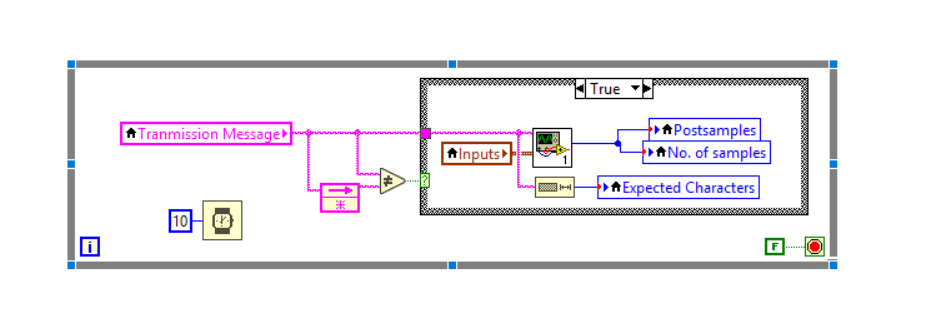 True
Tranmission Message
Postsamples
Inputs
No. of samples
1
?
Expected Characters
10
i
F